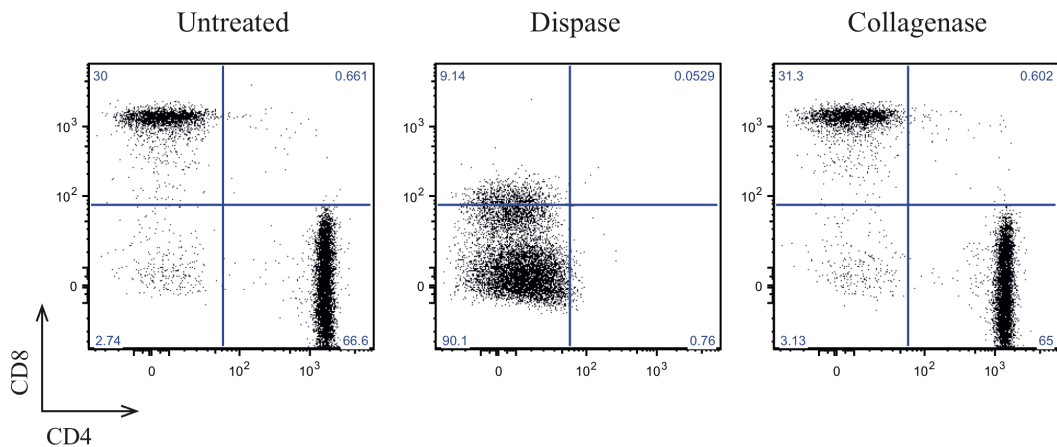 Untreated Dispase Collagenase
30 0.661 9.14 0.0529 31.3 0.602
10³ 10³ 10³
10² 10² 10²
0 0 0
2.74 66.6 90.1 0.76 3.13 65
0 10² 10³ 0 10² 10³ 0 10² 10³
CD8
CD4